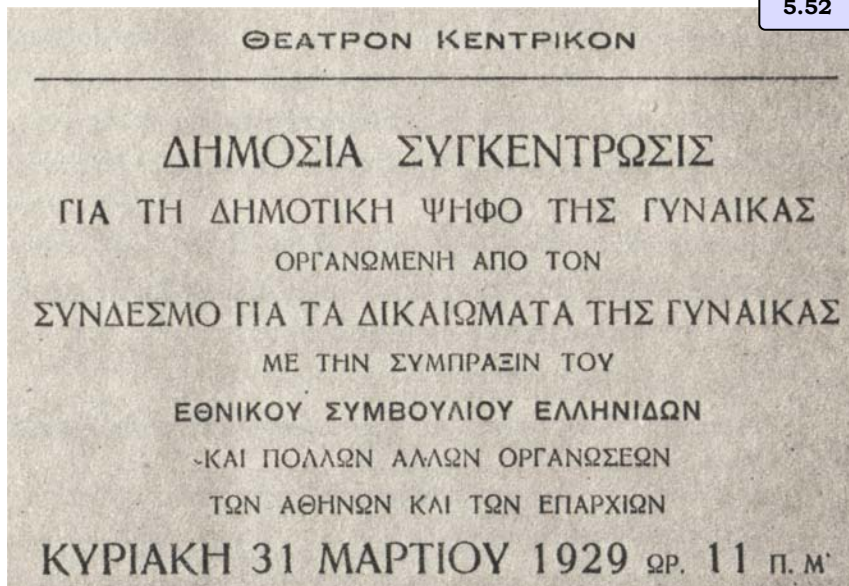 5.52
ΘΕΑΤΡΟΝ ΚΕΝΤΡΙΚΟΝ
ΔΗΜΟΣΙΑ ΣΥΓΚΕΝΤΡΩΣΙΣ
ΓΙΑ ΤΗ ΔΗΜΟΤΙΚΗ ΨΗΦΟ ΤΗΣ ΓΥΝΑΙΚΑΣ
ΟΡΓΑΝΩΜΕΝΗ ΑΠΟ ΤΟΝ
ΣΥΝΔΕΣΜΟ ΓΙΑ ΤΑ ΔΙΚΑΙΩΜΑΤΑ ΤΗΣ ΓΥΝΑΙΚΑΣ
ΜΕ ΤΗΝ ΣΥΜΠΡΑΞΙΝ ΤΟΥ
ΕΘΝΙΚΟΥ ΣΥΜΒΟΥΛΙΟΥ ΕΛΛΗΝΙΔΩΝ
ΚΑΙ ΠΟΛΛΩΝ ΑΛΛΩΝ ΟΡΓΑΝΩΣΕΩΝ
ΤΩΝ ΑΘΗΝΩΝ ΚΑΙ ΤΩΝ ΕΠΑΡΧΙΩΝ
ΚΥΡΙΑΚΗ 31 ΜΑΡΤΙΟΥ 1929 ΩΡ. 11 Π. Μ.